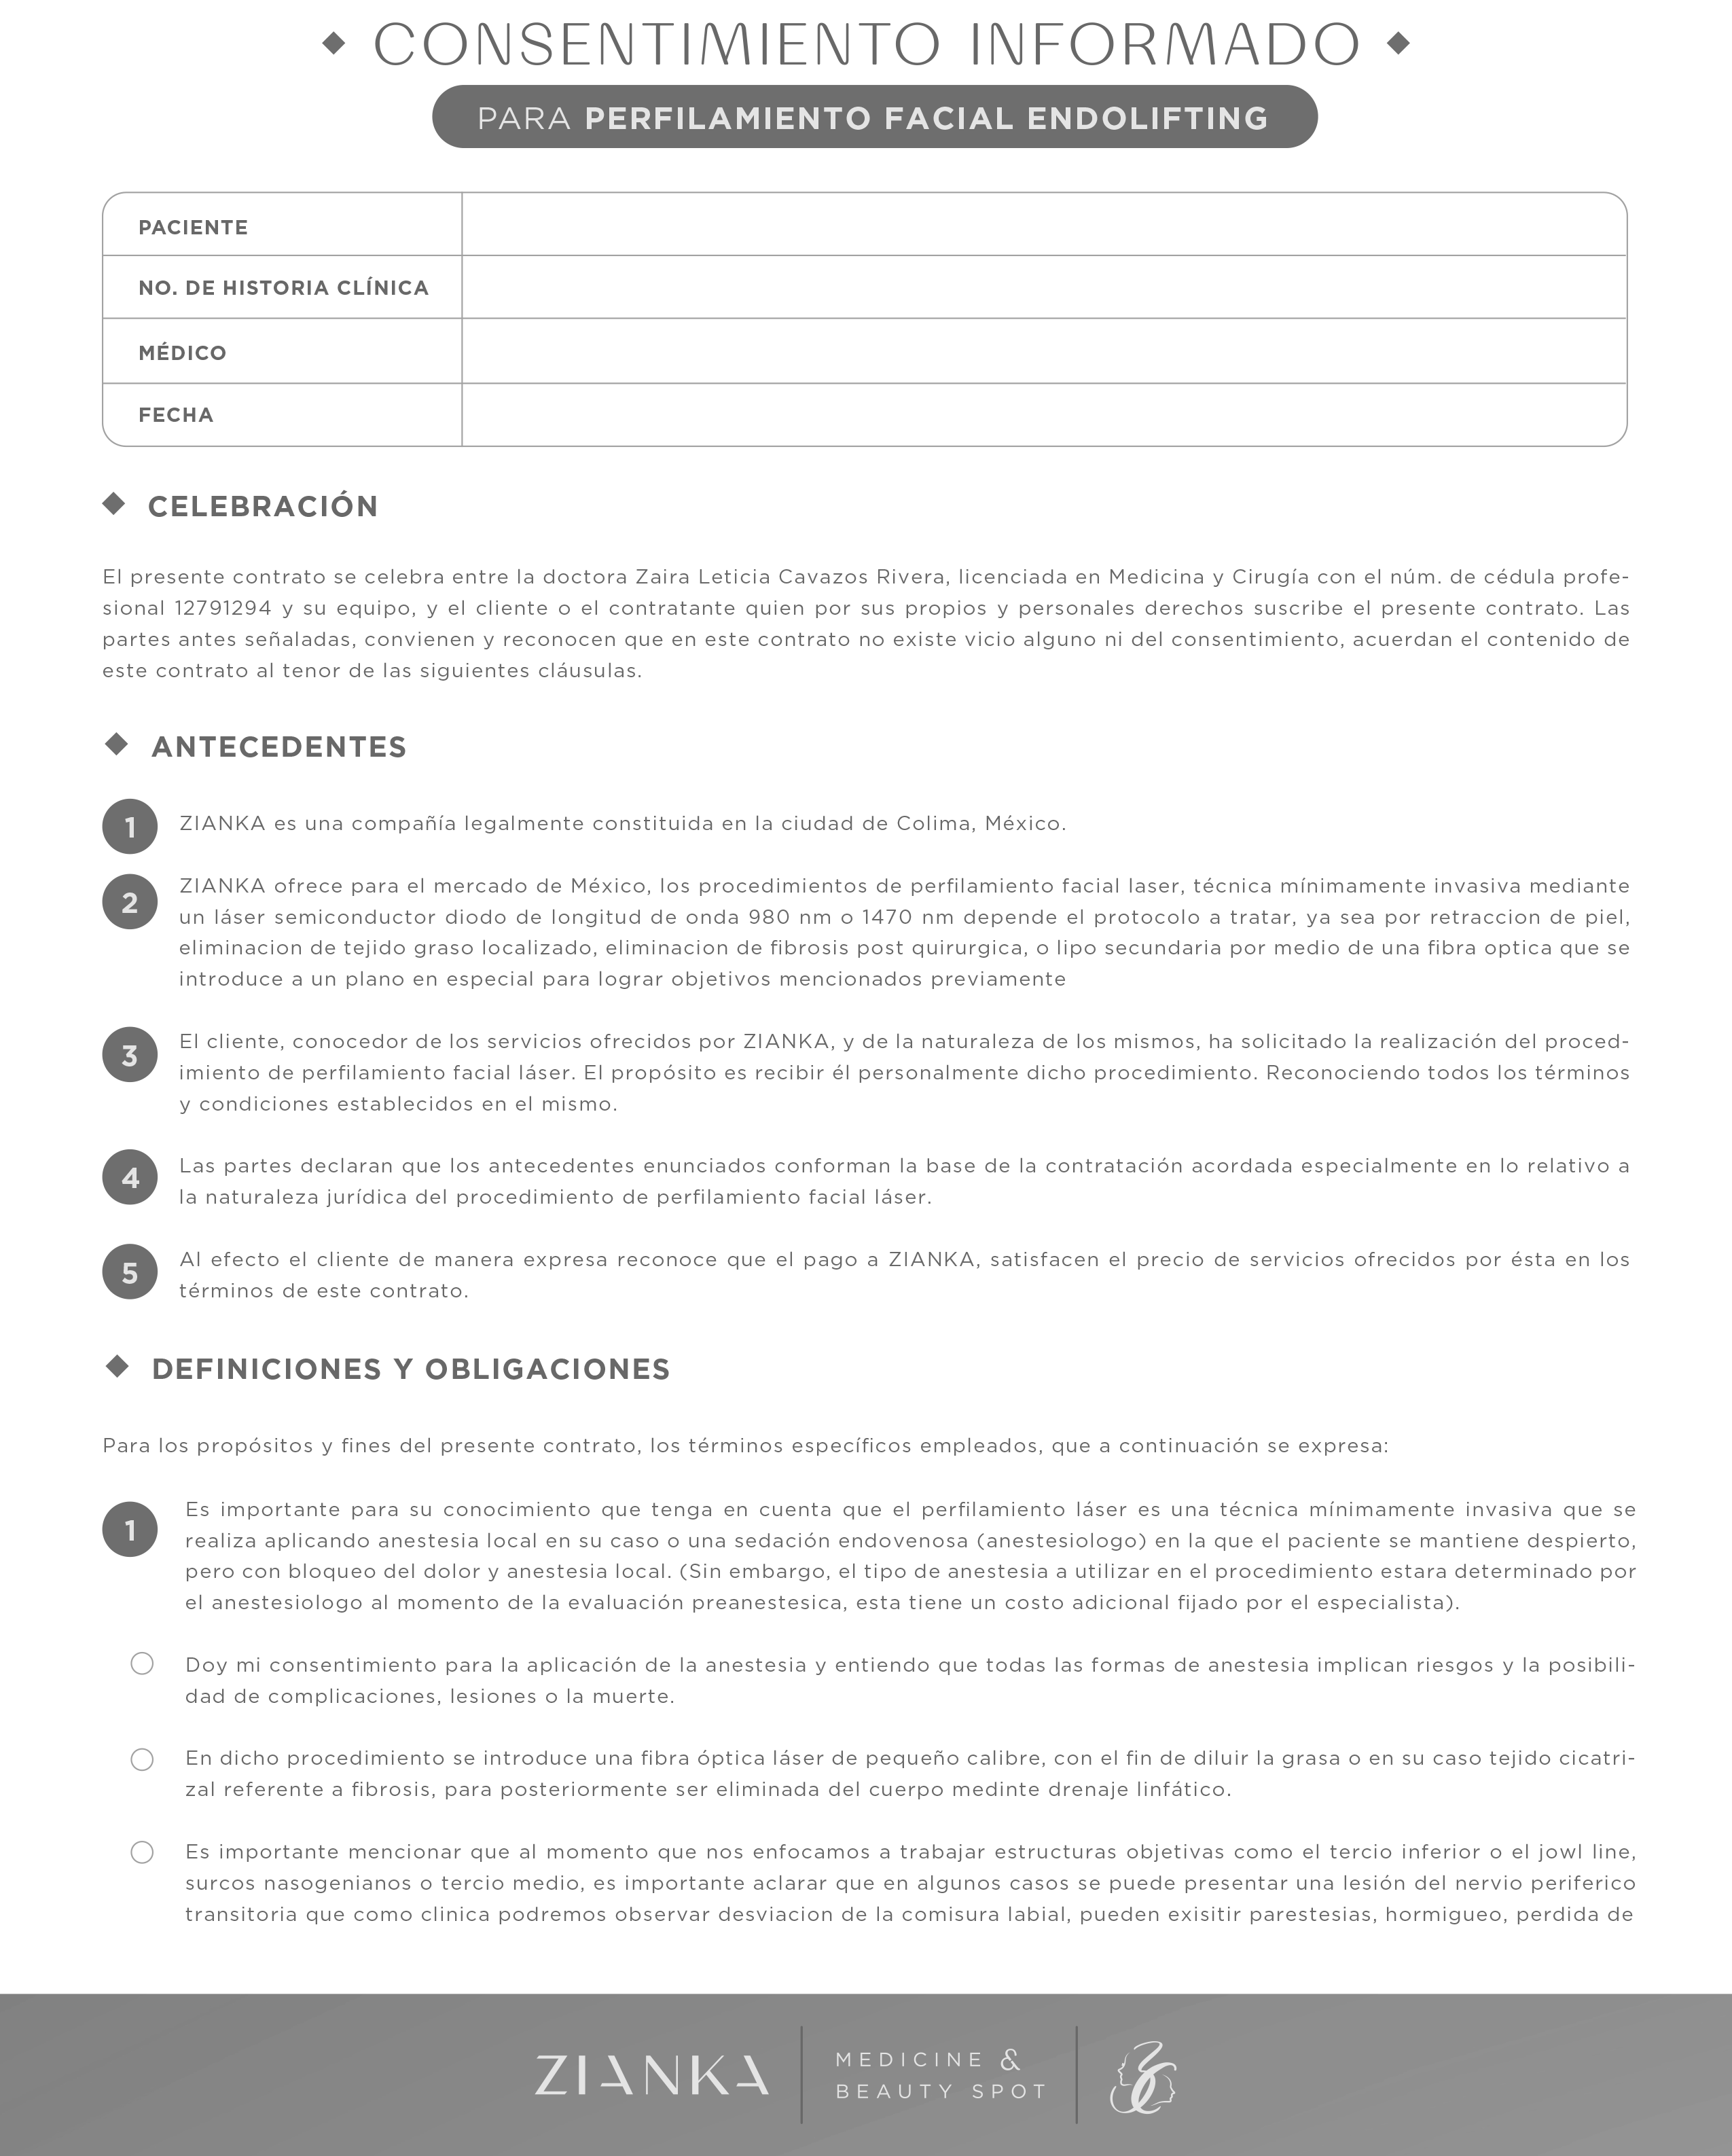 CONSENTIMIENTO INFORMADO
PARA PERFILAMIENTO FACIAL ENDOLIFTING
PACIENTE
NO. DE HISTORIA CLÍNICA
MÉDICO
FECHA
CELEBRACIÓN
El presente contrato se celebra entre la doctora Zaira Leticia Cavazos Rivera, licenciada en Medicina y Cirugía con el núm. de cédula profe-
sional 12791294 y su equipo, y el cliente o el contratante quien por sus propios y personales derechos suscribe el presente contrato. Las
partes antes señaladas, convienen y reconocen que en este contrato no existe vicio alguno ni del consentimiento, acuerdan el contenido de
este contrato al tenor de las siguientes cláusulas.
ANTECEDENTES
1 ZIANKA es una compañía legalmente constituida en la ciudad de Colima, México.
2 ZIANKA ofrece para el mercado de México, los procedimientos de perfilamiento facial laser, técnica mínimamente invasiva mediante
un láser semiconductor diodo de longitud de onda 980 nm o 1470 nm depende el protocolo a tratar, ya sea por retraccion de piel,
eliminacion de tejido graso localizado, eliminacion de fibrosis post quirurgica, o lipo secundaria por medio de una fibra optica que se
introduce a un plano en especial para lograr objetivos mencionados previamente
3 El cliente, conocedor de los servicios ofrecidos por ZIANKA, y de la naturaleza de los mismos, ha solicitado la realización del proced-
imiento de perfilamiento facial láser. El propósito es recibir él personalmente dicho procedimiento. Reconociendo todos los términos
y condiciones establecidos en el mismo.
4 Las partes declaran que los antecedentes enunciados conforman la base de la contratación acordada especialmente en lo relativo a
la naturaleza jurídica del procedimiento de perfilamiento facial láser.
5 Al efecto el cliente de manera expresa reconoce que el pago a ZIANKA, satisfacen el precio de servicios ofrecidos por ésta en los
términos de este contrato.
DEFINICIONES Y OBLIGACIONES
Para los propósitos y fines del presente contrato, los términos específicos empleados, que a continuación se expresa:
1 Es importante para su conocimiento que tenga en cuenta que el perfilamiento láser es una técnica mínimamente invasiva que se
realiza aplicando anestesia local en su caso o una sedación endovenosa (anestesiologo) en la que el paciente se mantiene despierto,
pero con bloqueo del dolor y anestesia local. (Sin embargo, el tipo de anestesia a utilizar en el procedimiento estara determinado por
el anestesiologo al momento de la evaluación preanestesica, esta tiene un costo adicional fijado por el especialista).
Doy mi consentimiento para la aplicación de la anestesia y entiendo que todas las formas de anestesia implican riesgos y la posibili-
dad de complicaciones, lesiones o la muerte.
En dicho procedimiento se introduce una fibra óptica láser de pequeño calibre, con el fin de diluir la grasa o en su caso tejido cicatri-
zal referente a fibrosis, para posteriormente ser eliminada del cuerpo medinte drenaje linfático.
Es importante mencionar que al momento que nos enfocamos a trabajar estructuras objetivas como el tercio inferior o el jowl line,
surcos nasogenianos o tercio medio, es importante aclarar que en algunos casos se puede presentar una lesión del nervio periferico
transitoria que como clinica podremos observar desviacion de la comisura labial, pueden exisitir parestesias, hormigueo, perdida de
ZIANKA
MEDICINE &
BEAUTY SPOT